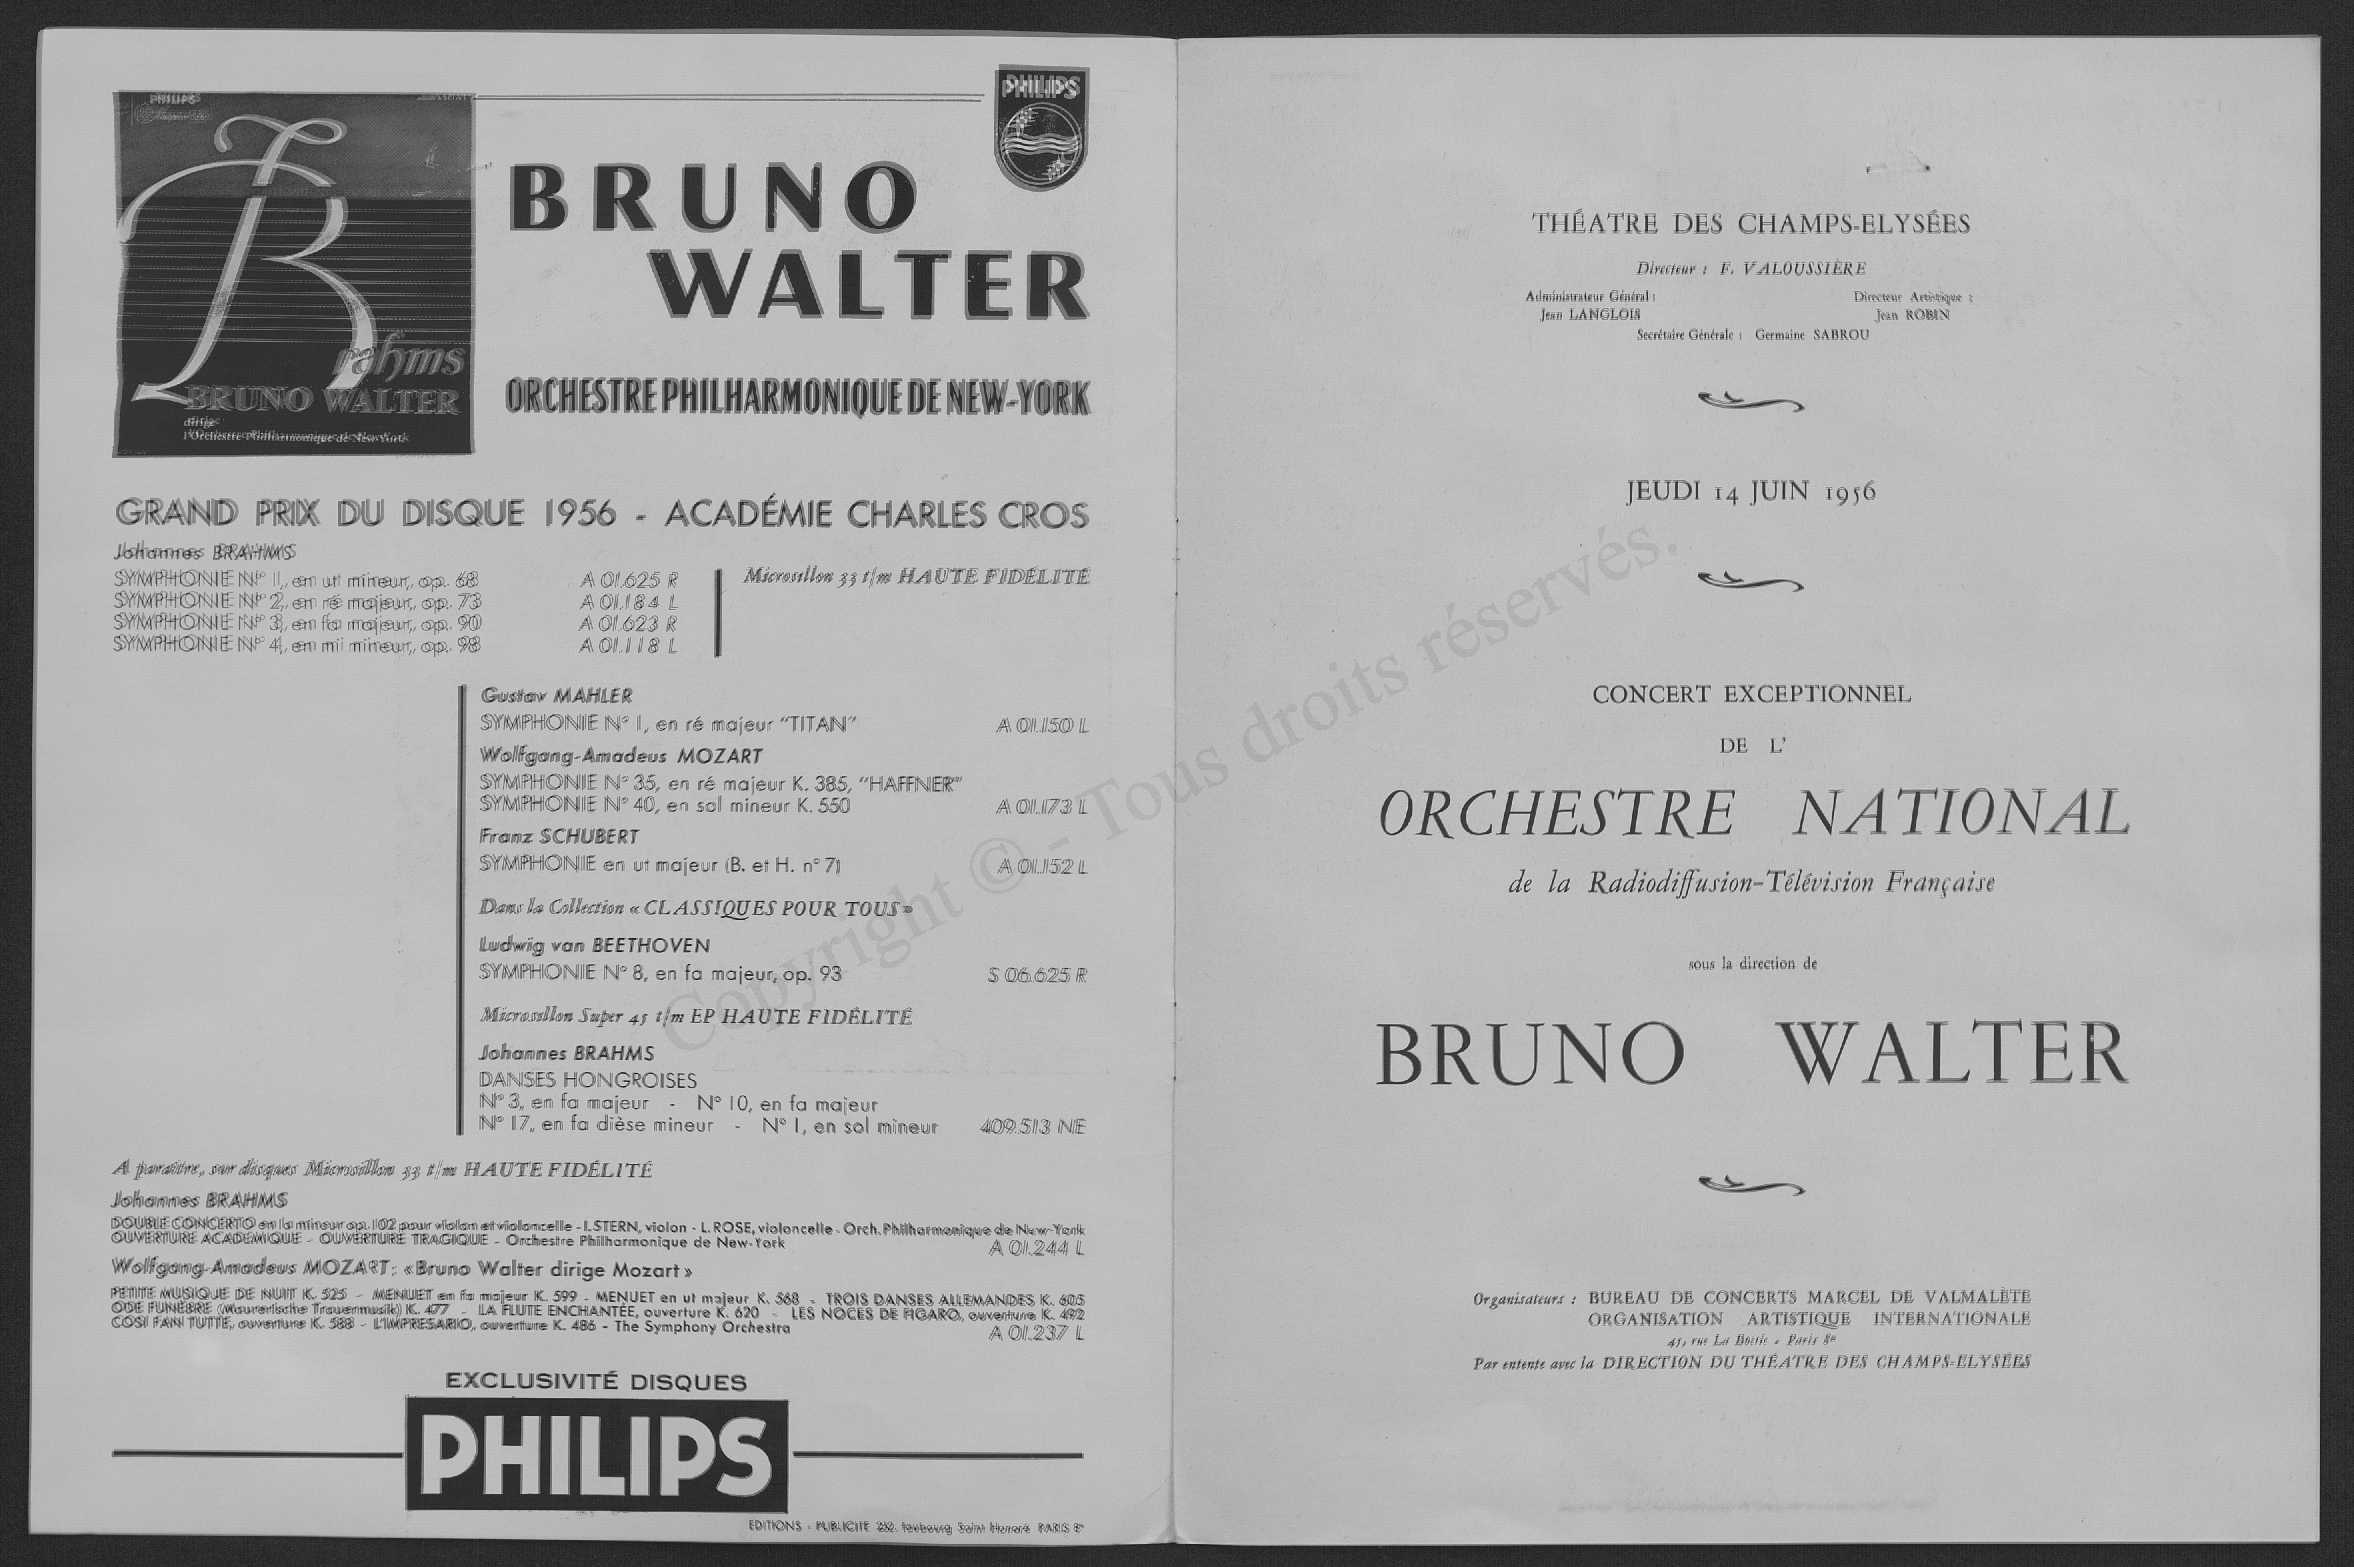 PHILIPS
Brahms
BRUNO WALTER
dirige
l'Orchestre Philharmonique de New York
PHILIPS
BRUNO
WALTER
ORCHESTRE PHILHARMONIQUE DE NEW-YORK
GRAND PRIX DU DISQUE 1956 - ACADÉMIE CHARLES CROS
Johannes BRAHMS
SYMPHONIE N° 1, en ut mineur, op. 68 A 01.625 R
SYMPHONIE N° 2, en ré majeur, op. 73 A 01.184 L
SYMPHONIE N° 3, en fa majeur, op. 90 A 01.623 R
SYMPHONIE N° 4, en mi mineur, op. 98 A 01.118 L
Microsillon 33 t/m HAUTE FIDÉLITÉ
Gustav MAHLER
SYMPHONIE N° 1, en ré majeur "TITAN" A 01.150 L
Wolfgang-Amadeus MOZART
SYMPHONIE N° 35, en ré majeur K. 385, "HAFFNER"
SYMPHONIE N° 40, en sol mineur K. 550 A 01.173 L
Franz SCHUBERT
SYMPHONIE en ut majeur (B. et H. n° 7) A 01.152 L
Dans la Collection « CLASSIQUES POUR TOUS »
Ludwig van BEETHOVEN
SYMPHONIE N° 8, en fa majeur, op. 93 S 06.625 R
Microsillon Super 45 t/m EP HAUTE FIDÉLITÉ
Johannes BRAHMS
DANSES HONGROISES
N° 3, en fa majeur - N° 10, en fa majeur
N° 17, en fa dièse mineur - N° 1, en sol mineur 409.513 NE
A paraître, sur disques Microsillon 33 t/m HAUTE FIDÉLITÉ
Johannes BRAHMS
DOUBLE CONCERTO en la mineur op. 102 pour violon et violoncelle - I. STERN, violon - L. ROSE, violoncelle - Orch. Philharmonique de New-York
OUVERTURE ACADEMIQUE - OUVERTURE TRAGIQUE - Orchestre Philharmonique de New-York A 01.244 L
Wolfgang-Amadeus MOZART : « Bruno Walter dirige Mozart »
PETITE MUSIQUE DE NUIT K. 525 - MENUET en fa majeur K. 599 - MENUET en ut majeur K. 568 - TROIS DANSES ALLEMANDES K. 605
ODE FUNÈBRE (Maurerische Trauermusik) K. 477 - LA FLUTE ENCHANTÉE, ouverture K. 620 - LES NOCES DE FIGARO, ouverture K. 492
COSI FAN TUTTE, ouverture K. 588 - L'IMPRESARIO, ouverture K. 486 - The Symphony Orchestra A 01.237 L
EXCLUSIVITÉ DISQUES
PHILIPS
EDITIONS - PUBLICITE 252, faubourg Saint Honoré PARIS 8e
THÉATRE DES CHAMPS-ELYSÉES
Directeur : F. VALOUSSIÈRE
Administrateur Général : Directeur Artistique :
Jean LANGLOIS Jean ROBIN
Secrétaire Générale : Germaine SABROU
JEUDI 14 JUIN 1956
CONCERT EXCEPTIONNEL
DE L'
ORCHESTRE NATIONAL
de la Radiodiffusion-Télévision Française
sous la direction de
BRUNO WALTER
Organisateurs : BUREAU DE CONCERTS MARCEL DE VALMALÈTE
ORGANISATION ARTISTIQUE INTERNATIONALE
45, rue La Boétie - Paris 8e
Par entente avec la DIRECTION DU THÉATRE DES CHAMPS-ELYSÉES
Copyright © - Tous droits réservés.